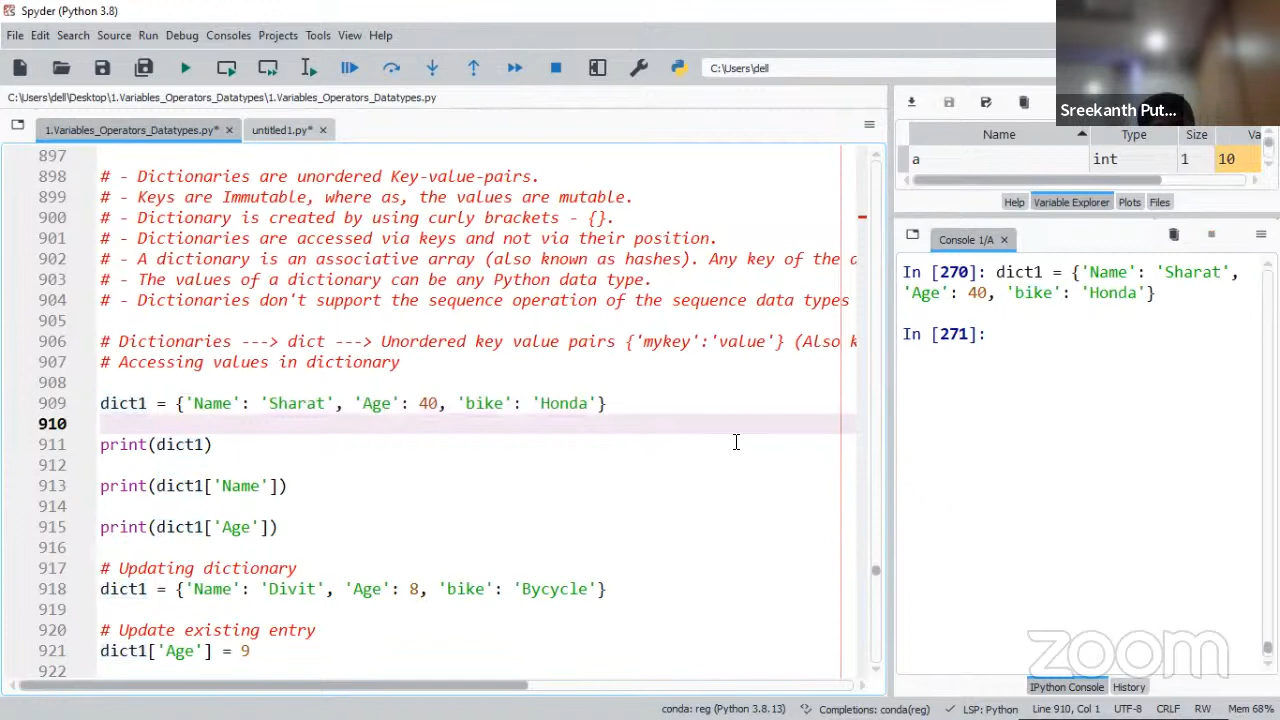 Spyder (Python 3.8)
File Edit Search Source Run Debug Consoles Projects Tools View Help
C:\Users\dell
C:\Users\dell\Desktop\1.Variables_Operators_Datatypes\1.Variables_Operators_Datatypes.py
1.Variables_Operators_Datatypes.py* untitled1.py*
897
898 # - Dictionaries are unordered Key-value-pairs.
899 # - Keys are Immutable, where as, the values are mutable.
900 # - Dictionary is created by using curly brackets - {}.
901 # - Dictionaries are accessed via keys and not via their position.
902 # - A dictionary is an associative array (also known as hashes). Any key of the
903 # - The values of a dictionary can be any Python data type.
904 # - Dictionaries don't support the sequence operation of the sequence data types
905
906 # Dictionaries ---> dict ---> Unordered key value pairs {'mykey':'value'} (Also
907 # Accessing values in dictionary
908
909 dict1 = {'Name': 'Sharat', 'Age': 40, 'bike': 'Honda'}
910
911 print(dict1)
912
913 print(dict1['Name'])
914
915 print(dict1['Age'])
916
917 # Updating dictionary
918 dict1 = {'Name': 'Divit', 'Age': 8, 'bike': 'Bycycle'}
919
920 # Update existing entry
921 dict1['Age'] = 9
922
Sreekanth Put...
Name Type Size Va
a int 1 10
Help Variable Explorer Plots Files
Console 1/A
In [270]: dict1 = {'Name': 'Sharat',
'Age': 40, 'bike': 'Honda'}
In [271]:
zoom
IPython Console History
conda: reg (Python 3.8.13) Completions: conda(reg) LSP: Python Line 910, Col 1 UTF-8 CRLF RW Mem 68%